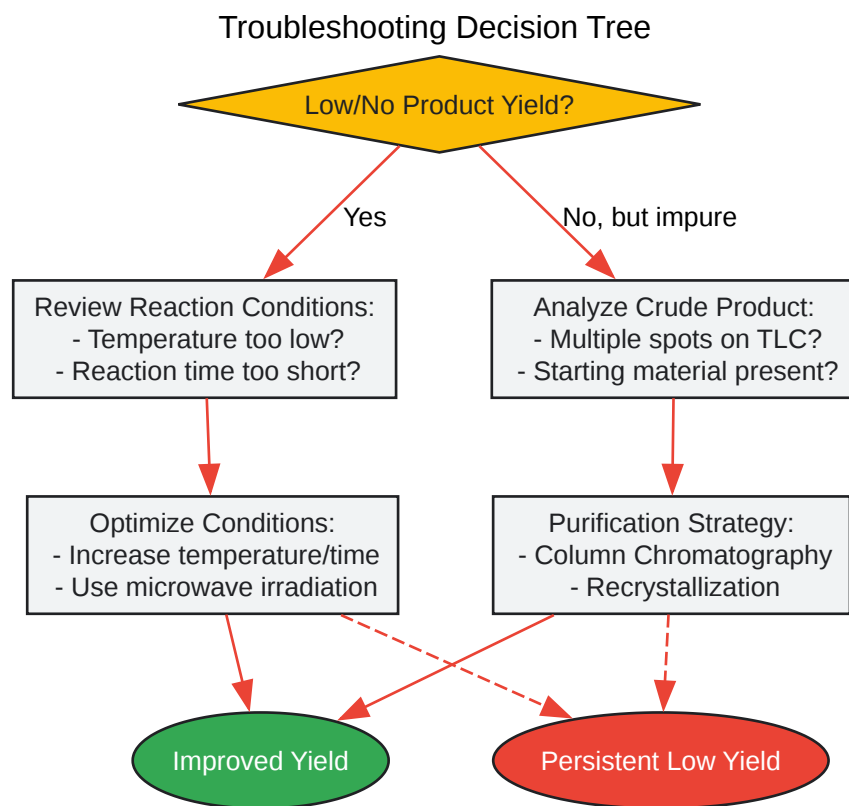 Troubleshooting Decision Tree
Low/No Product Yield?
Yes
No, but impure
Review Reaction Conditions:
- Temperature too low?
- Reaction time too short?
Analyze Crude Product:
- Multiple spots on TLC?
- Starting material present?
Optimize Conditions:
- Increase temperature/time
- Use microwave irradiation
Purification Strategy:
- Column Chromatography
- Recrystallization
Improved Yield
Persistent Low Yield